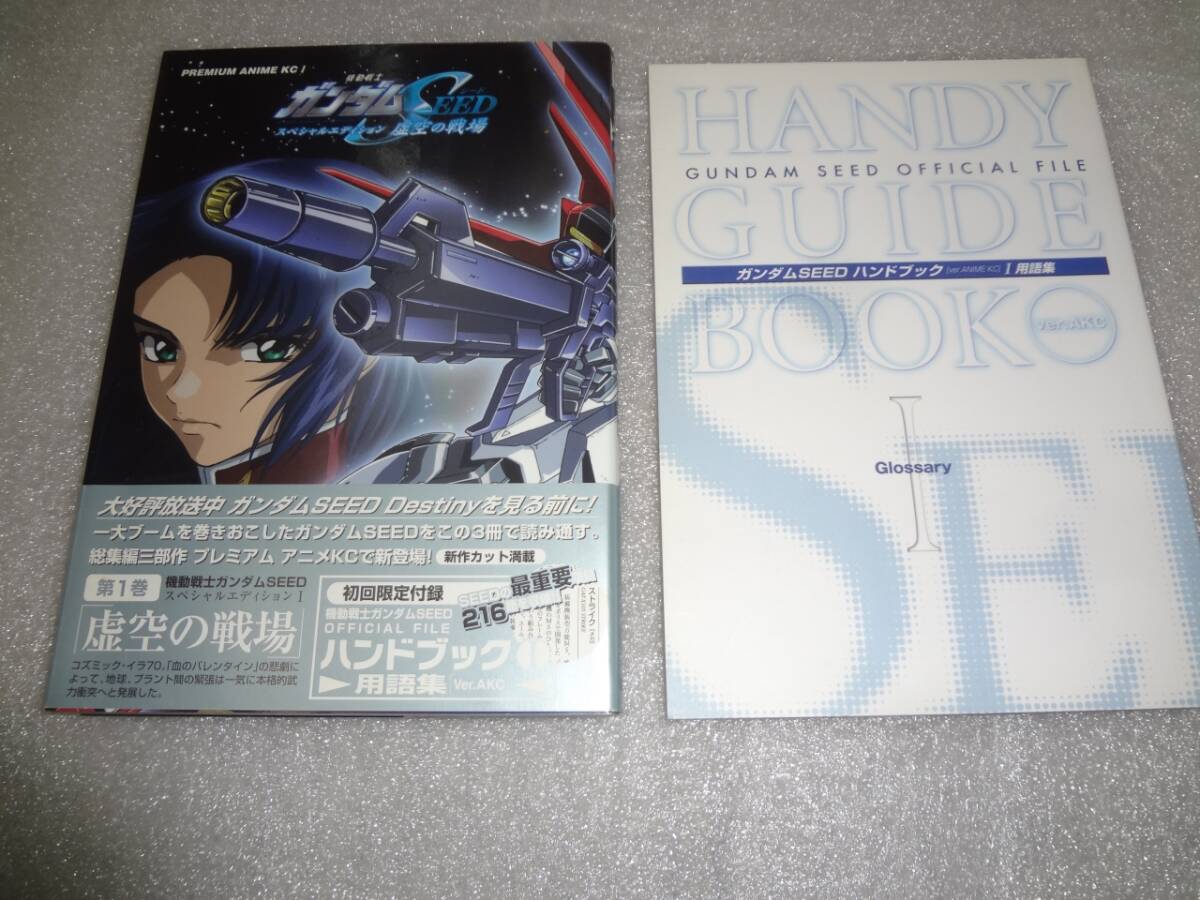 PREMIUM ANIME KC I
機動戦士
ガンダムSEED
シード
スペシャルエディション 虚空の戦場
大好評放送中 ガンダムSEED Destinyを見る前に!
一大ブームを巻きおこしたガンダムSEEDをこの3冊で読み通す。
総集編三部作 プレミアム アニメKCで新登場! 新作カット満載
第1巻 機動戦士ガンダムSEED
スペシャルエディション I
「虚空の戦場」
コズミック・イラ70。「血のバレンタイン」の悲劇に
よって、地球、プラント間の緊張は一気に本格的武
力衝突へと発展した。
初回限定付録
機動戦士ガンダムSEED
OFFICIAL FILE
ハンドブック
用語集 Ver.AKC
最重要
216
ストライク
HANDY
GUNDAM SEED OFFICIAL FILE
GUIDE
ガンダムSEED ハンドブック [ver.ANIME KC] I 用語集
BOOK ver.AKC
I
Glossary
SEE